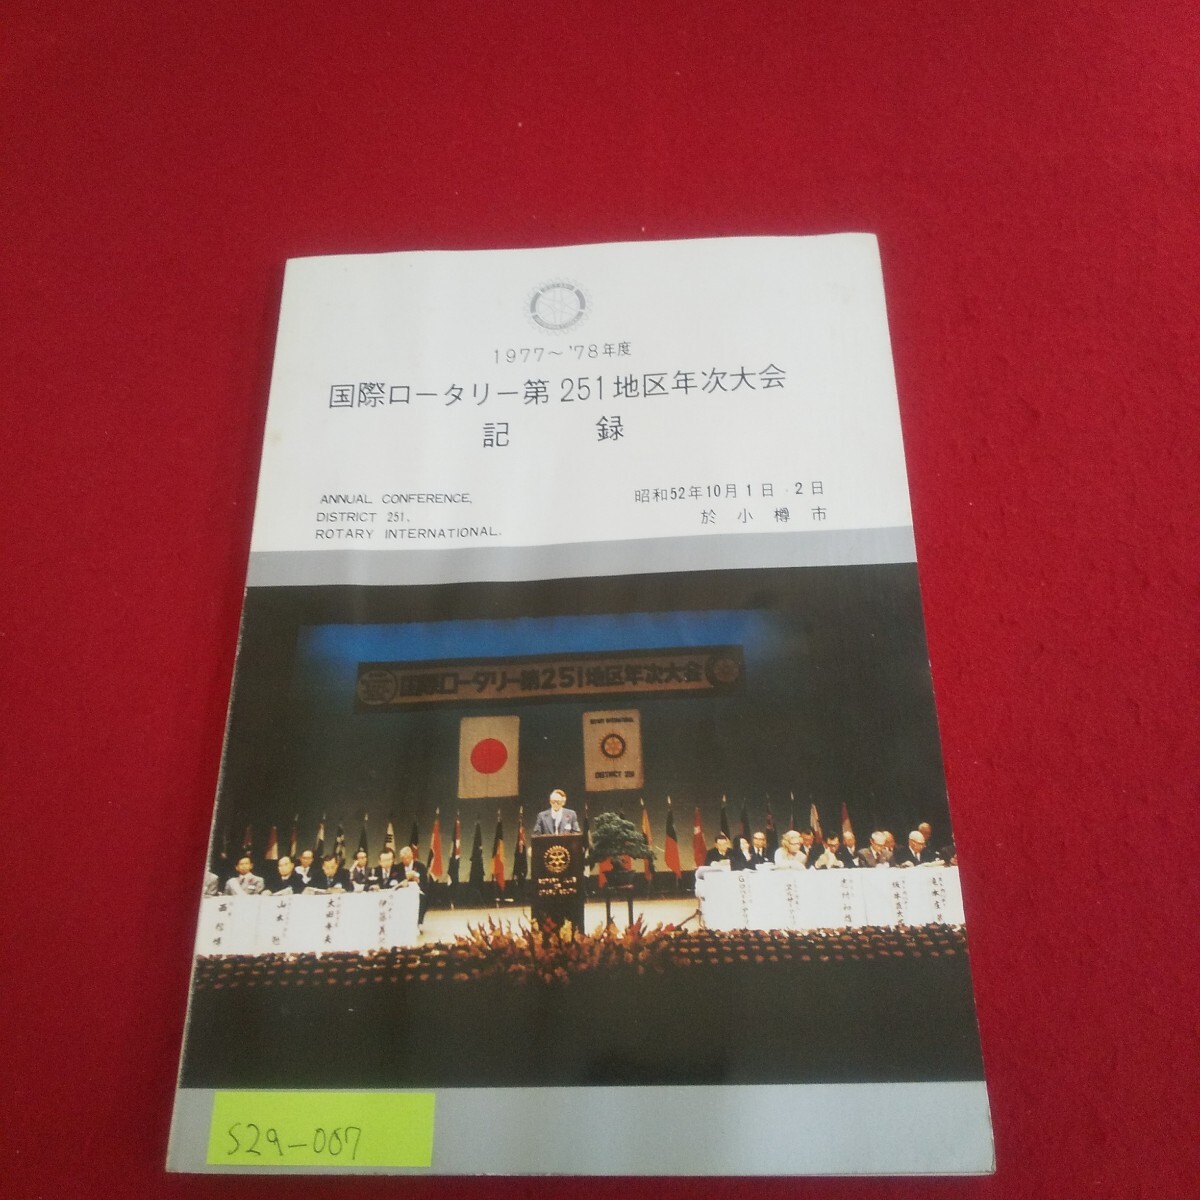 1977～'78年度
国際ロータリー第251地区年次大会
記 録
ANNUAL CONFERENCE,
DISTRICT 251,
ROTARY INTERNATIONAL.
昭和52年10月1日・2日
於 小 樽 市
国際ロータリー第251地区年次大会
ROTARY INTERNATIONAL
DISTRICT 251
S29-007